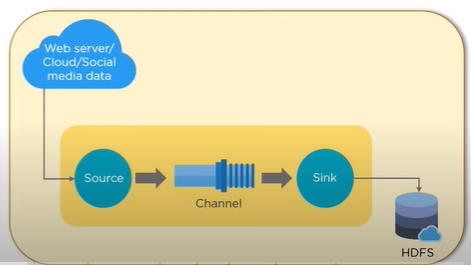 Web server/
Cloud/Social
media data
Source
Channel
Sink
HDFS